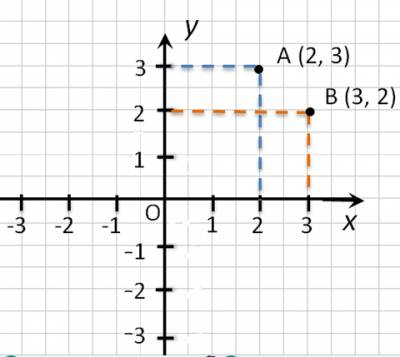 y
A (2, 3)
3
B (3, 2)
2
1
O
-3 -2 -1 1 2 3 x
-1
-2
-3